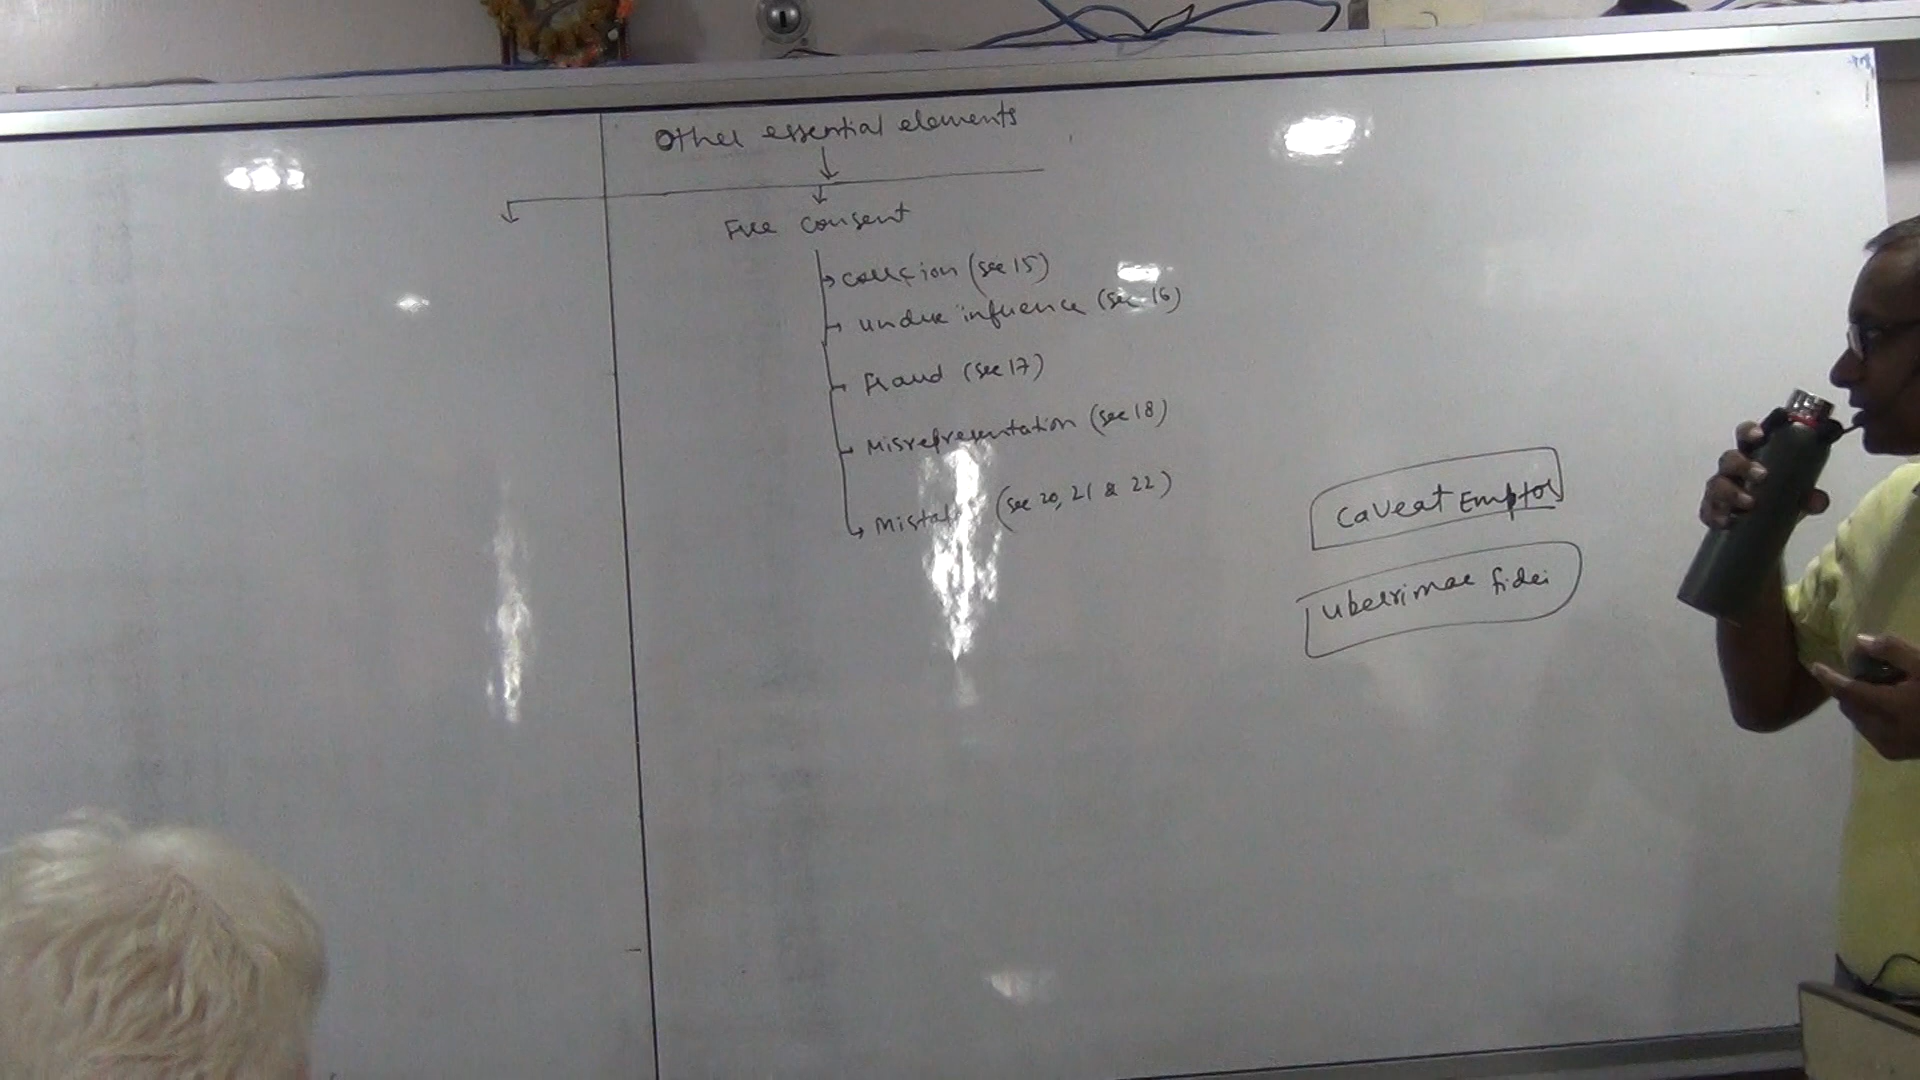 Other essential elements
Free consent
coercion (sec 15)
undue influence (sec 16)
fraud (sec 17)
Misrepresentation (sec 18)
(sec 20, 21 & 22)
Caveat Emptor
uberrimae fidei